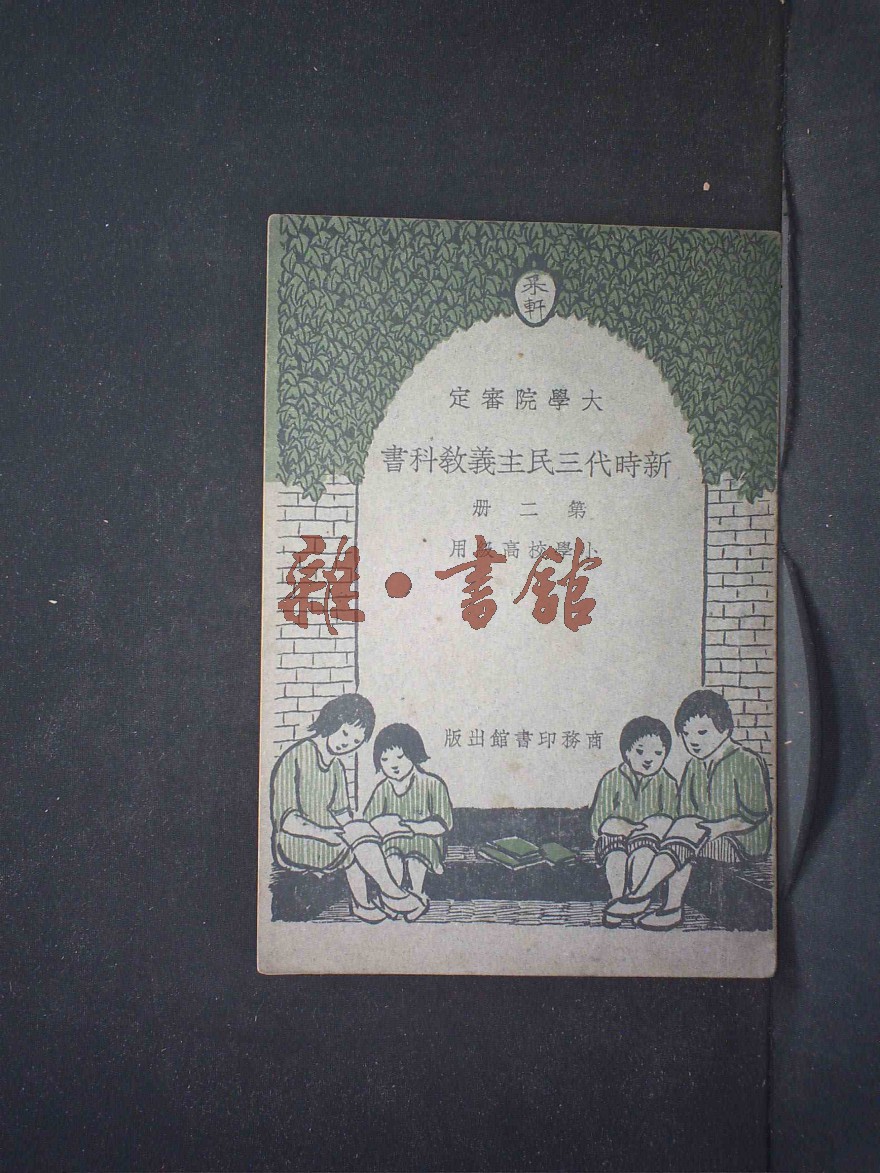 采軒
大學院審定
新時代三民主義教科書
第二册
小學校高級用
雜·書館
商務印書館出版